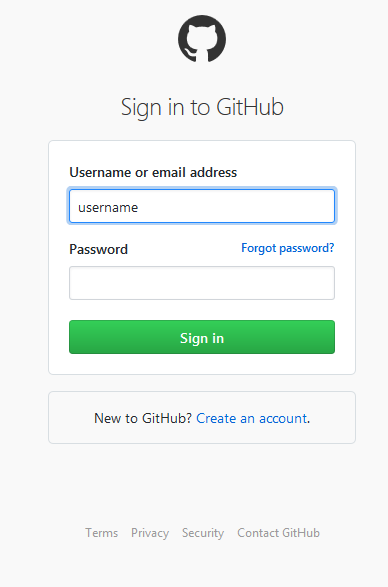 Sign in to GitHub
Username or email address
username
Password Forgot password?
Sign in
New to GitHub? Create an account.
Terms Privacy Security Contact GitHub